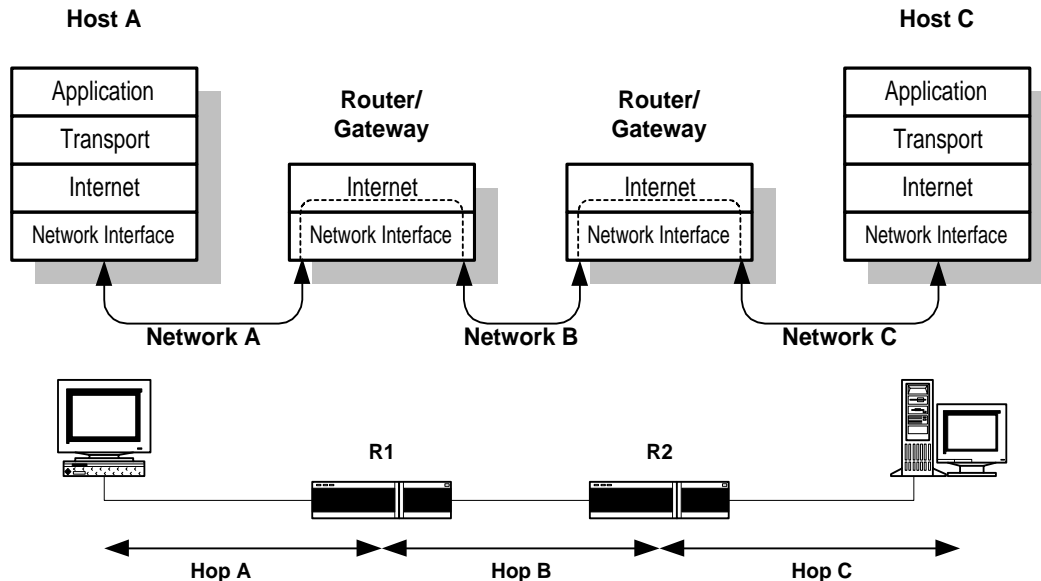 Host A
Host C
Application
Transport
Internet
Network Interface
Router/
Gateway
Internet
Network Interface
Router/
Gateway
Internet
Network Interface
Application
Transport
Internet
Network Interface
Network A
Network B
Network C
R1
R2
Hop A
Hop B
Hop C